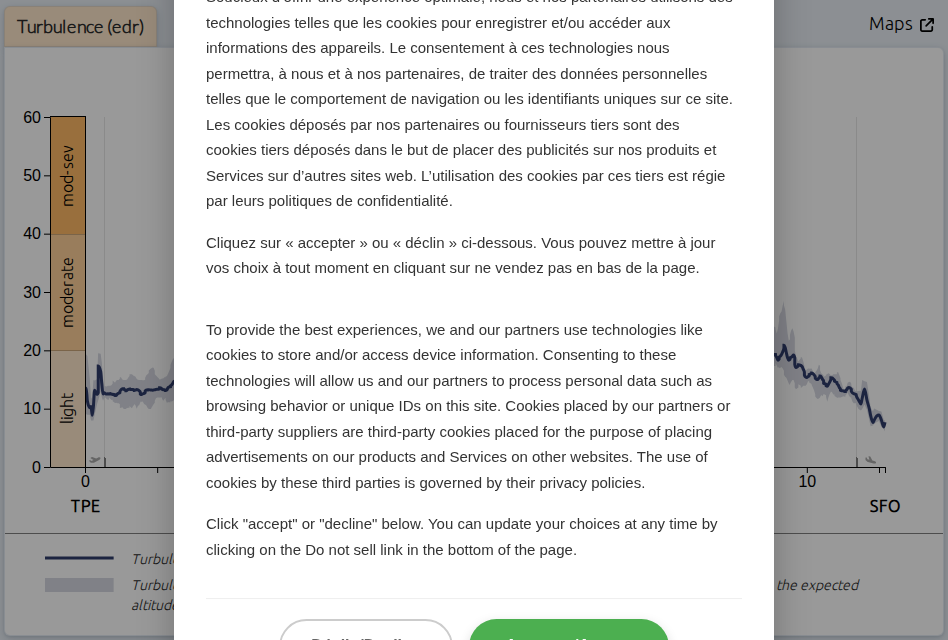 Turbulence (edr)
Maps
technologies telles que les cookies pour enregistrer et/ou accéder aux
informations des appareils. Le consentement à ces technologies nous
permettra, à nous et à nos partenaires, de traiter des données personnelles
telles que le comportement de navigation ou les identifiants uniques sur ce site.
Les cookies déposés par nos partenaires ou fournisseurs tiers sont des
cookies tiers déposés dans le but de placer des publicités sur nos produits et
Services sur d’autres sites web. L’utilisation des cookies par ces tiers est régie
par leurs politiques de confidentialité.
Cliquez sur « accepter » ou « déclin » ci-dessous. Vous pouvez mettre à jour
vos choix à tout moment en cliquant sur ne vendez pas en bas de la page.
To provide the best experiences, we and our partners use technologies like
cookies to store and/or access device information. Consenting to these
technologies will allow us and our partners to process personal data such as
browsing behavior or unique IDs on this site. Cookies placed by our partners or
third-party suppliers are third-party cookies placed for the purpose of placing
advertisements on our products and Services on other websites. The use of
cookies by these third parties is governed by their privacy policies.
Click "accept" or "decline" below. You can update your choices at any time by
clicking on the Do not sell link in the bottom of the page.
60
50
40
30
20
10
0
mod-sev
moderate
light
0
10
TPE
SFO
the expected